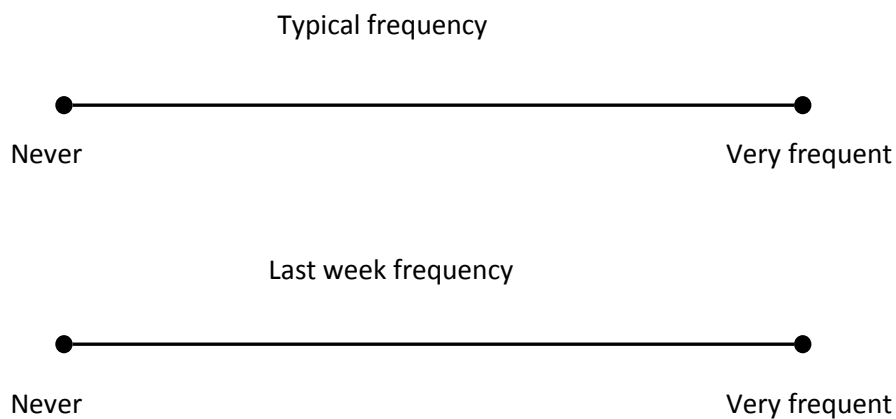 Typical frequency
Never Very frequent
Last week frequency
Never Very frequent